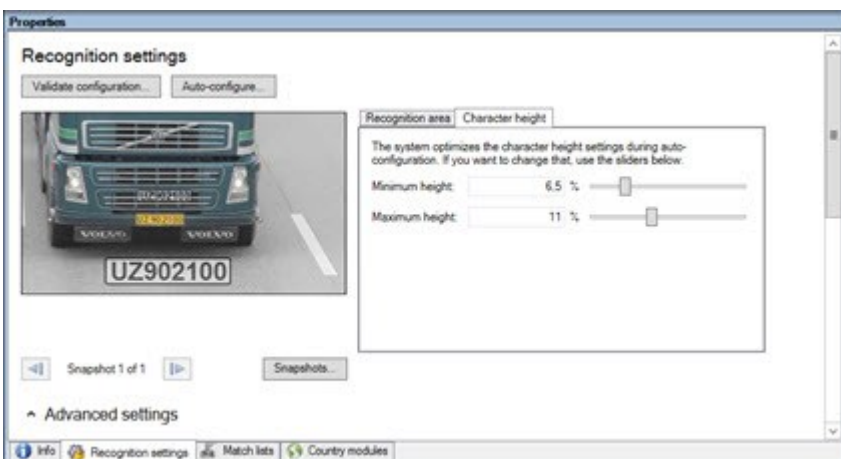 Properties
Recognition settings
Validate configuration... Auto-configure...
Recognition area Character height
The system optimizes the character height settings during auto-
configuration. If you want to change that, use the sliders below.
Minimum height: 6,5 %
Maximum height: 11 %
VOLVO VOLVO
UZ902100
Snapshot 1 of 1 Snapshots...
Advanced settings
Info Recognition settings Match lists Country modules